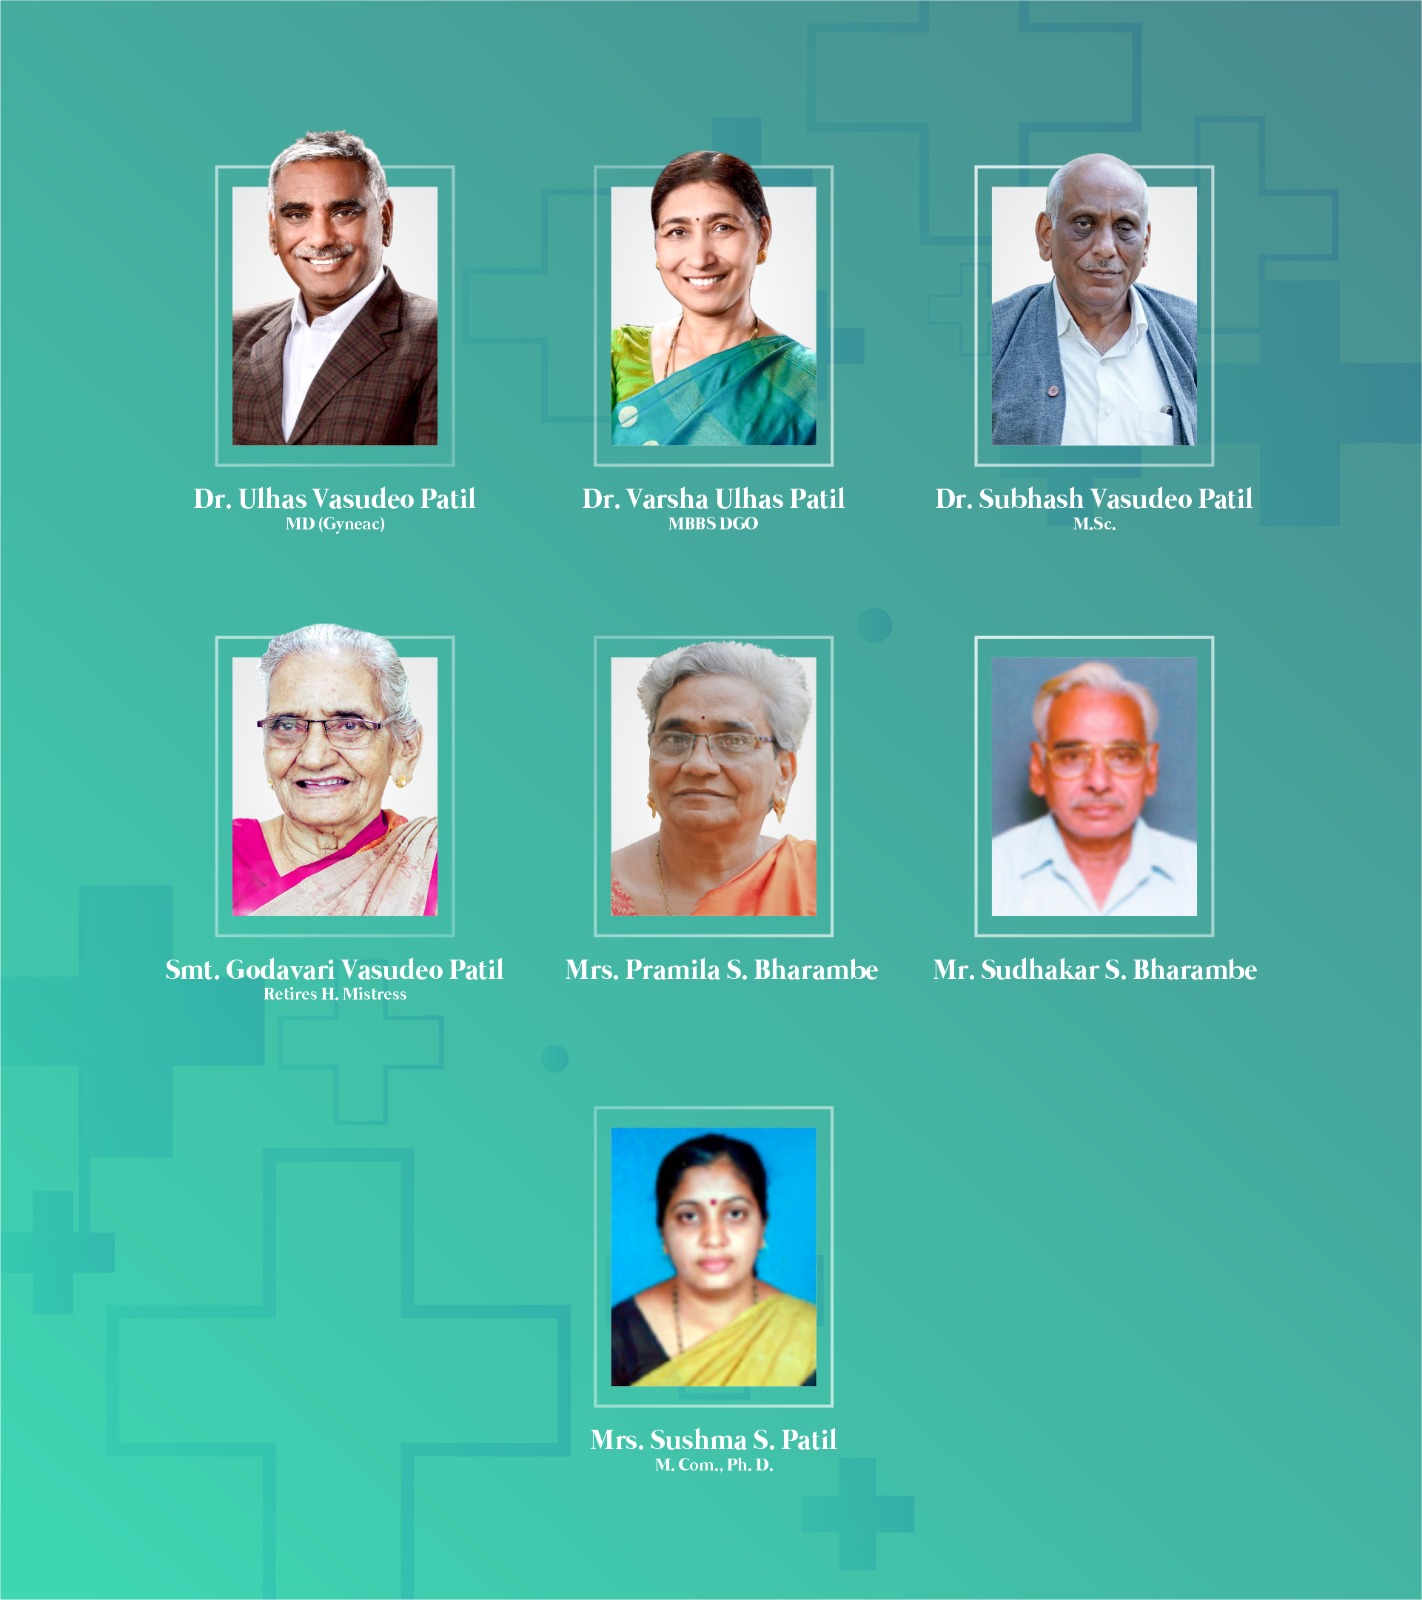 Dr. Ulhas Vasudeo Patil
MD (Gyneac)
Dr. Varsha Ulhas Patil
MBBS DGO
Dr. Subhash Vasudeo Patil
M.Sc.
Smt. Godavari Vasudeo Patil
Retires H. Mistress
Mrs. Pramila S. Bharambe
Mr. Sudhakar S. Bharambe
Mrs. Sushma S. Patil
M. Com., Ph. D.